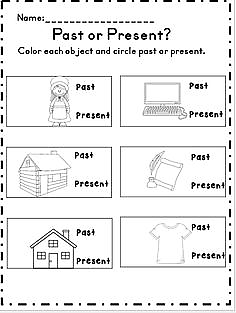 Name:___________________
Past or Present?
Color each object and circle past or present.
Past
Past
Present
Present
Past
Past
Present
Present
Past
Past
Present
Present